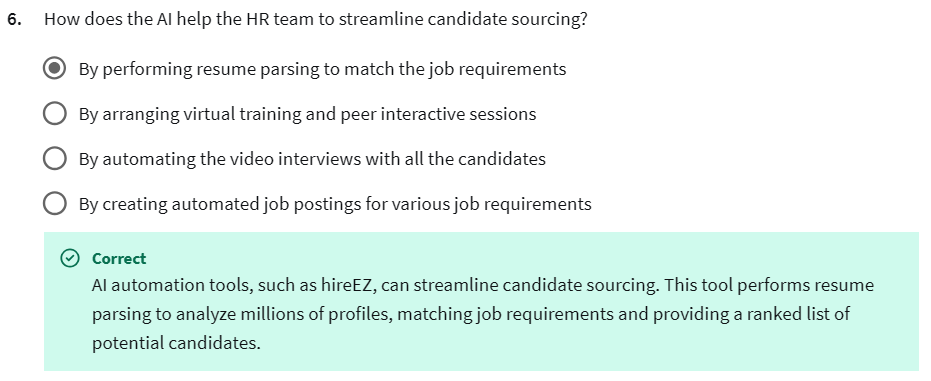 6. How does the AI help the HR team to streamline candidate sourcing?
By performing resume parsing to match the job requirements
By arranging virtual training and peer interactive sessions
By automating the video interviews with all the candidates
By creating automated job postings for various job requirements
Correct
AI automation tools, such as hireEZ, can streamline candidate sourcing. This tool performs resume
parsing to analyze millions of profiles, matching job requirements and providing a ranked list of
potential candidates.